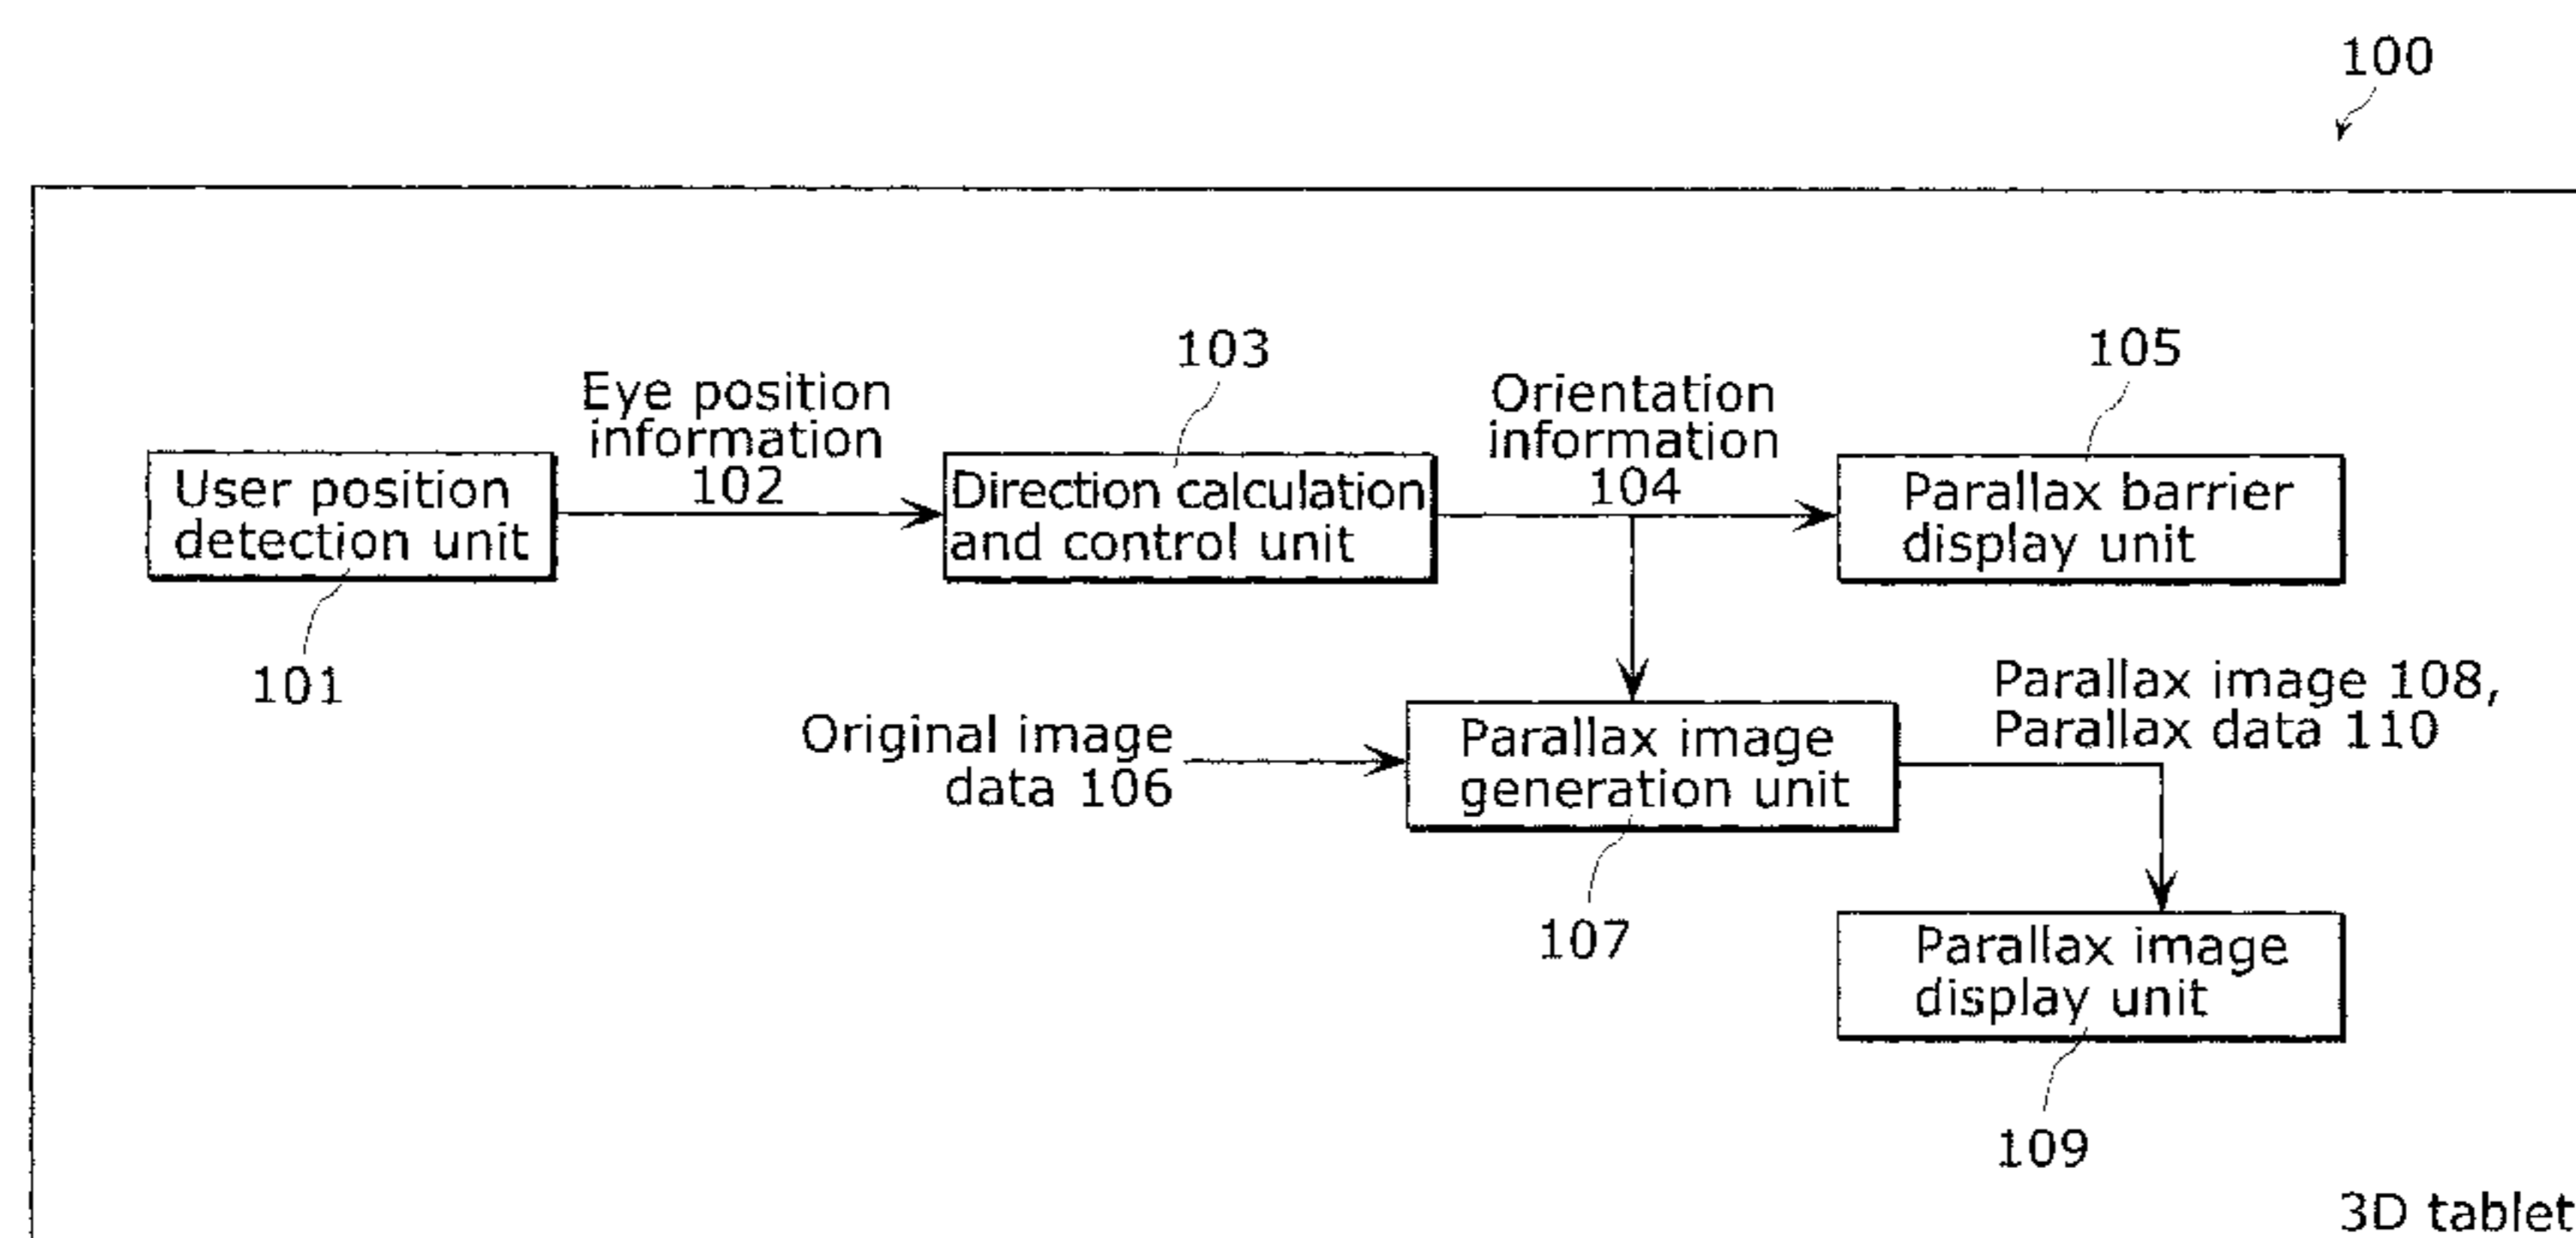 100
103
105
Eye position
information
102
Orientation
information
104
User position
detection unit
Direction calculation
and control unit
Parallax barrier
display unit
101
Original image
data 106
Parallax image
generation unit
Parallax image 108,
Parallax data 110
107
Parallax image
display unit
109
3D tablet